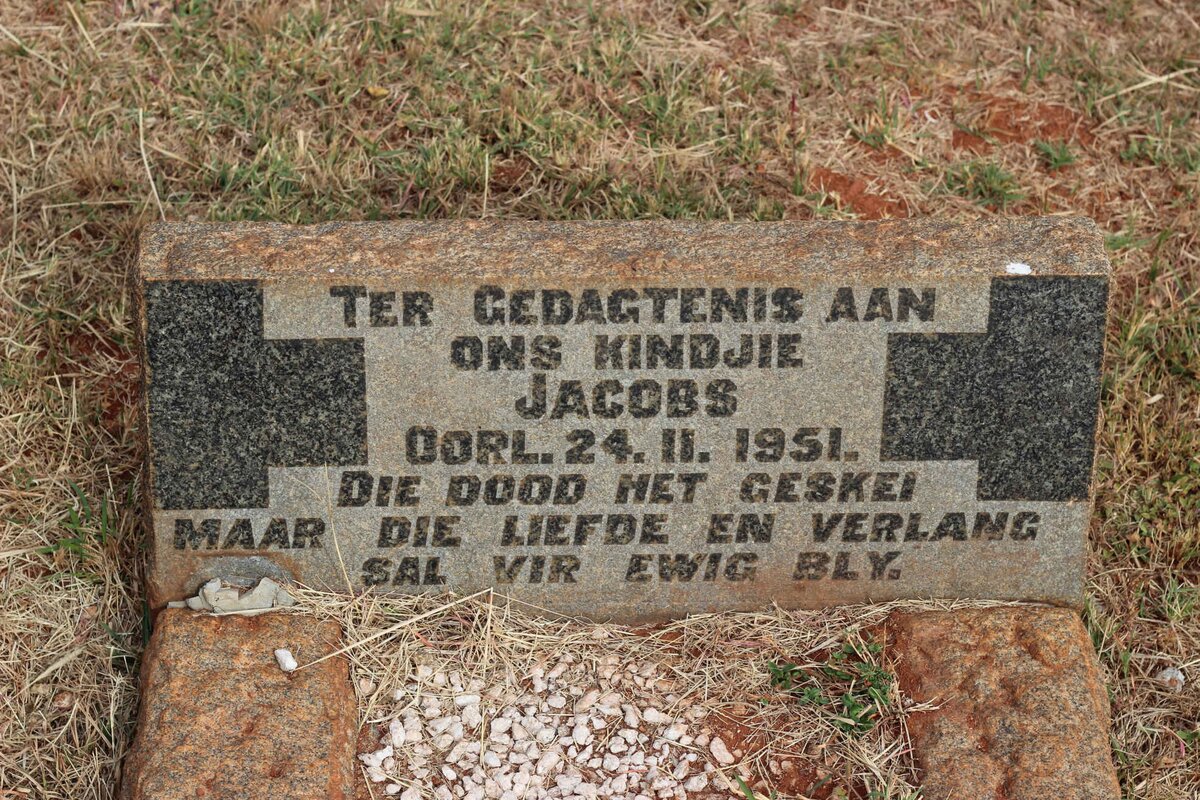 TER GEDAGTENIS AAN
ONS KINDJIE
JACOBS
OORL. 24. 11. 1951.
DIE DOOD HET GESKEI
MAAR DIE LIEFDE EN VERLANG
SAL VIR EWIG BLY.